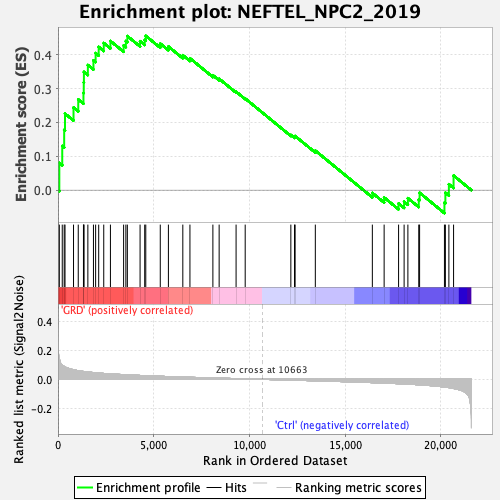 Enrichment plot: NEFTEL_NPC2_2019
Enrichment score (ES)
0.4
0.3
0.2
0.1
0.0
'GRD' (positively correlated)
Ranked list metric (Signal2Noise)
0.4
0.2
0.0
-0.2
Zero cross at 10663
'Ctrl' (negatively correlated)
0 5,000 10,000 15,000 20,000
Rank in Ordered Dataset
Enrichment profile Hits Ranking metric scores